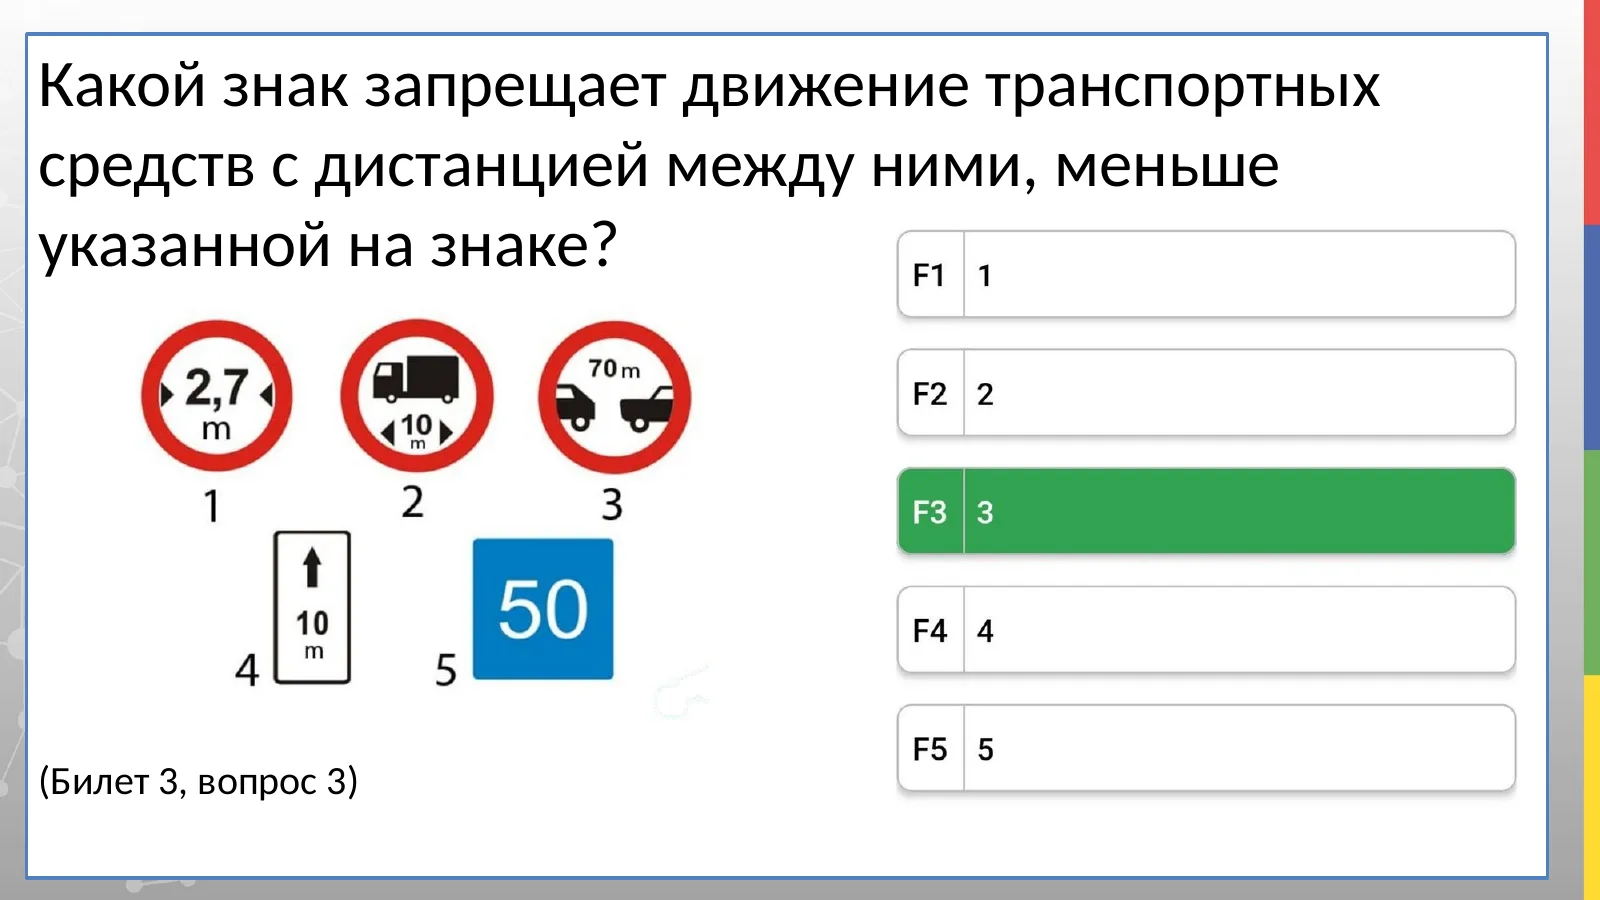 Какой знак запрещает движение транспортных
средств с дистанцией между ними, меньше
указанной на знаке?
F1 1
F2 2
F3 3
F4 4
F5 5
2,7
m
1
10
m
2
70 m
3
10
m
4
50
5
(Билет 3, вопрос 3)